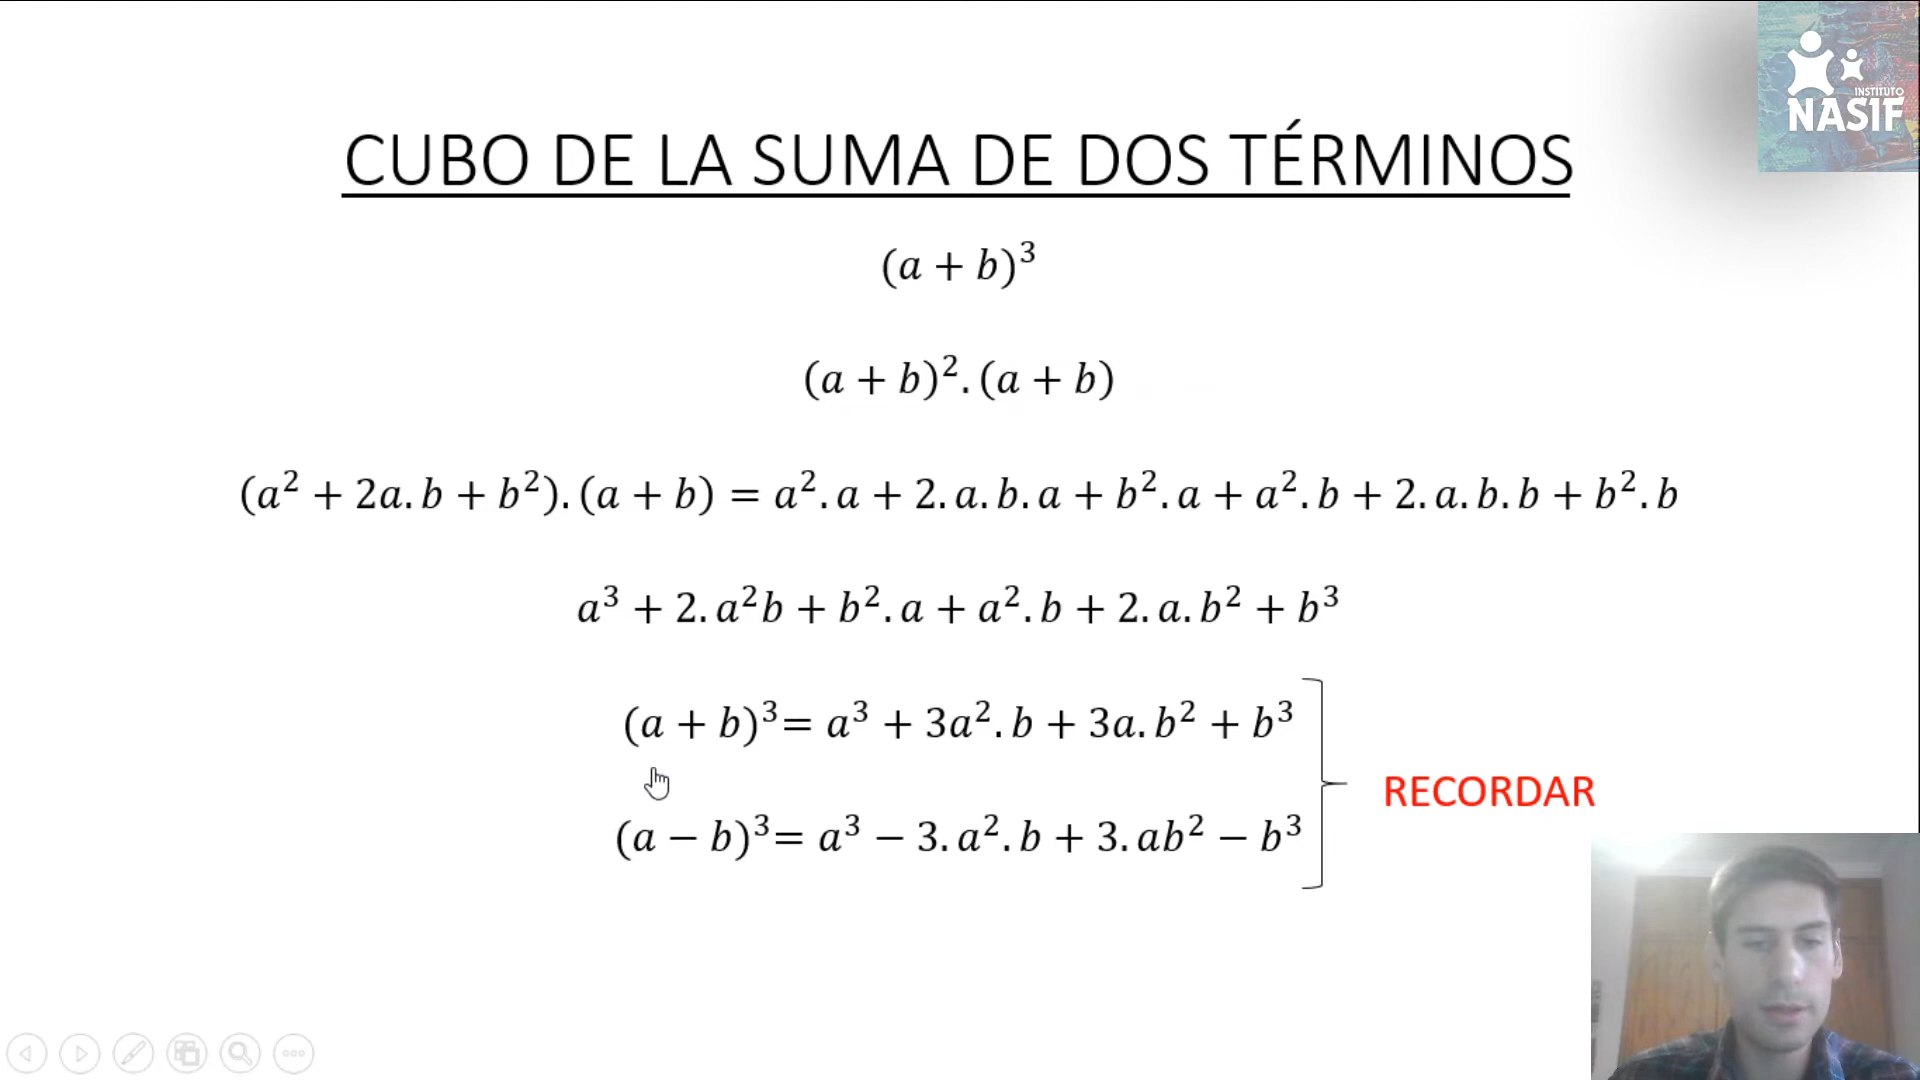 INSTITUTO
NASIF
CUBO DE LA SUMA DE DOS TÉRMINOS
(a + b)³
(a + b)².(a + b)
(a² + 2a.b + b²).(a + b) = a².a + 2.a.b.a + b².a + a².b + 2.a.b.b + b².b
a³ + 2.a²b + b².a + a².b + 2.a.b² + b³
(a + b)³= a³ + 3a².b + 3a.b² + b³
RECORDAR
(a − b)³= a³ − 3.a².b + 3.ab² − b³